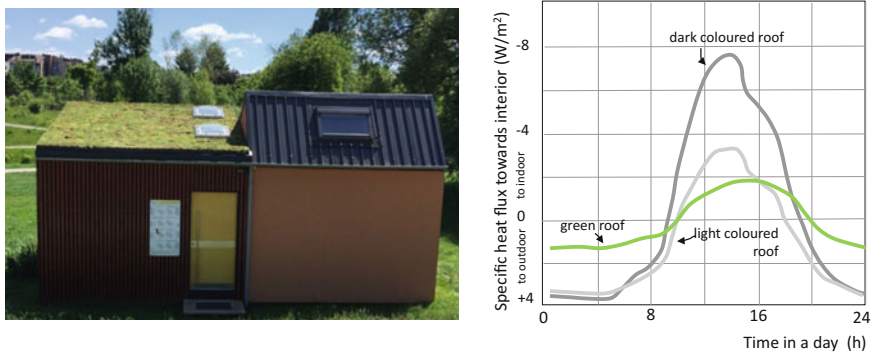 Specific heat flux towards interior (W/m²)
to outdoor
to indoor
-8
-4
0
+4
dark coloured roof
green roof
light coloured
roof
0
8
16
24
Time in a day (h)